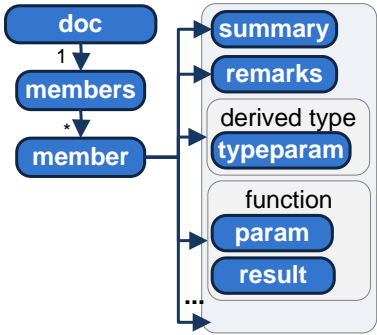 doc
1
members
*
member
summary
remarks
derived type
typeparam
function
param
result
...